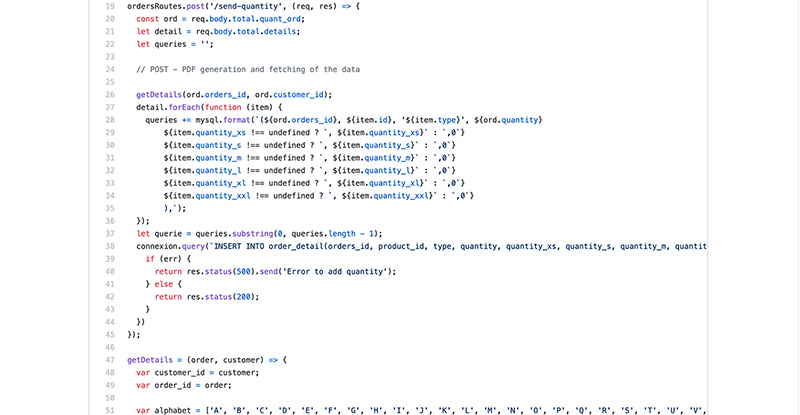 19 ordersRoutes.post('/send-quantity', (req, res) => {
20 const ord = req.body.total.quant_ord;
21 let detail = req.body.total.details;
22 let queries = '';
23
24 // POST - PDF generation and fetching of the data
25
26 getDetails(ord.orders_id, ord.customer_id);
27 detail.forEach(function (item) {
28 queries += mysql.format(`(${ord.orders_id}, ${item.id}, '${item.type}', ${ord.quantity}
29 ${item.quantity_xs !== undefined ? `, ${item.quantity_xs}` : `,0`}
30 ${item.quantity_s !== undefined ? `, ${item.quantity_s}` : `,0`}
31 ${item.quantity_m !== undefined ? `, ${item.quantity_m}` : `,0`}
32 ${item.quantity_l !== undefined ? `, ${item.quantity_l}` : `,0`}
33 ${item.quantity_xl !== undefined ? `, ${item.quantity_xl}` : `,0`}
34 ${item.quantity_xxl !== undefined ? `, ${item.quantity_xxl}` : `,0`}
35 ),`);
36 });
37 let querie = queries.substring(0, queries.length - 1);
38 connexion.query(`INSERT INTO order_detail(orders_id, product_id, type, quantity, quantity_xs, quantity_s, quantity_m, quantit
39 if (err) {
40 return res.status(500).send('Error to add quantity');
41 } else {
42 return res.status(200);
43 }
44 })
45 });
46
47 getDetails = (order, customer) => {
48 var customer_id = customer;
49 var order_id = order;
50
51 var alphabet = ['A', 'B', 'C', 'D', 'E', 'F', 'G', 'H', 'I', 'J', 'K', 'L', 'M', 'N', 'O', 'P', 'Q', 'R', 'S', 'T', 'U', 'V',